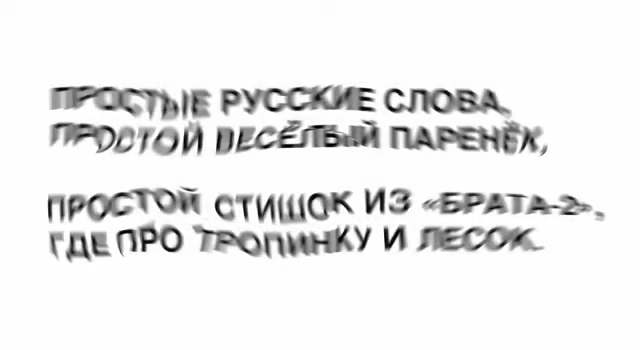 ПРОСТЫЕ РУССКИЕ СЛОВА,
ПРОСТОЙ ВЕСЁЛЫЙ ПАРЕНЁК,
ПРОСТОЙ СТИШОК ИЗ «БРАТА-2»,
ГДЕ ПРО ТРОПИНКУ И ЛЕСОК.